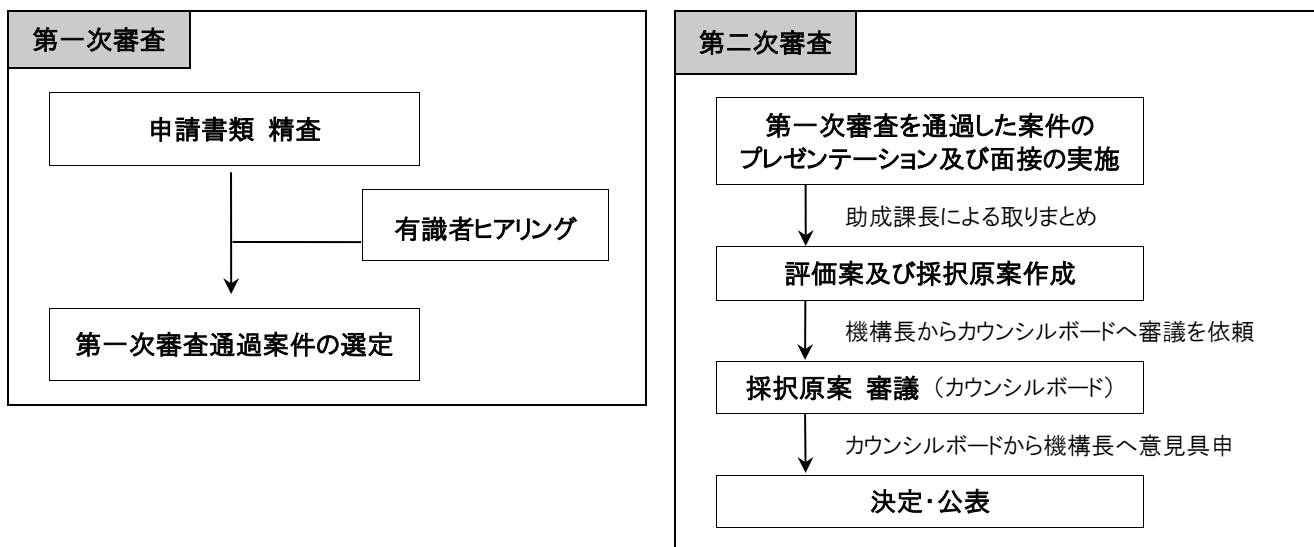 第一次審査
申請書類 精査
有識者ヒアリング
第一次審査通過案件の選定
第二次審査
第一次審査を通過した案件の
プレゼンテーション及び面接の実施
助成課長による取りまとめ
評価案及び採択原案作成
機構長からカウンシルボードへ審議を依頼
採択原案 審議（カウンシルボード）
カウンシルボードから機構長へ意見具申
決定・公表